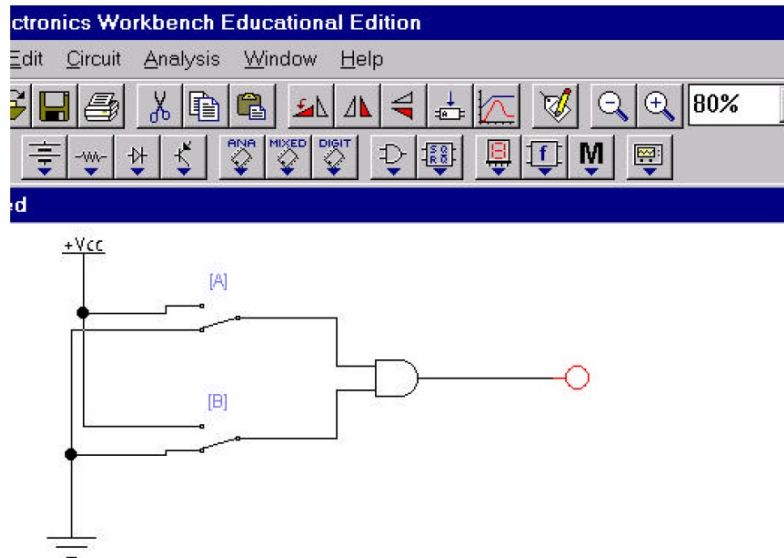 ctronics Workbench Educational Edition
Edit Circuit Analysis Window Help
80%
ANA MIXED DIGIT
M
ed
+Vcc
[A]
[B]